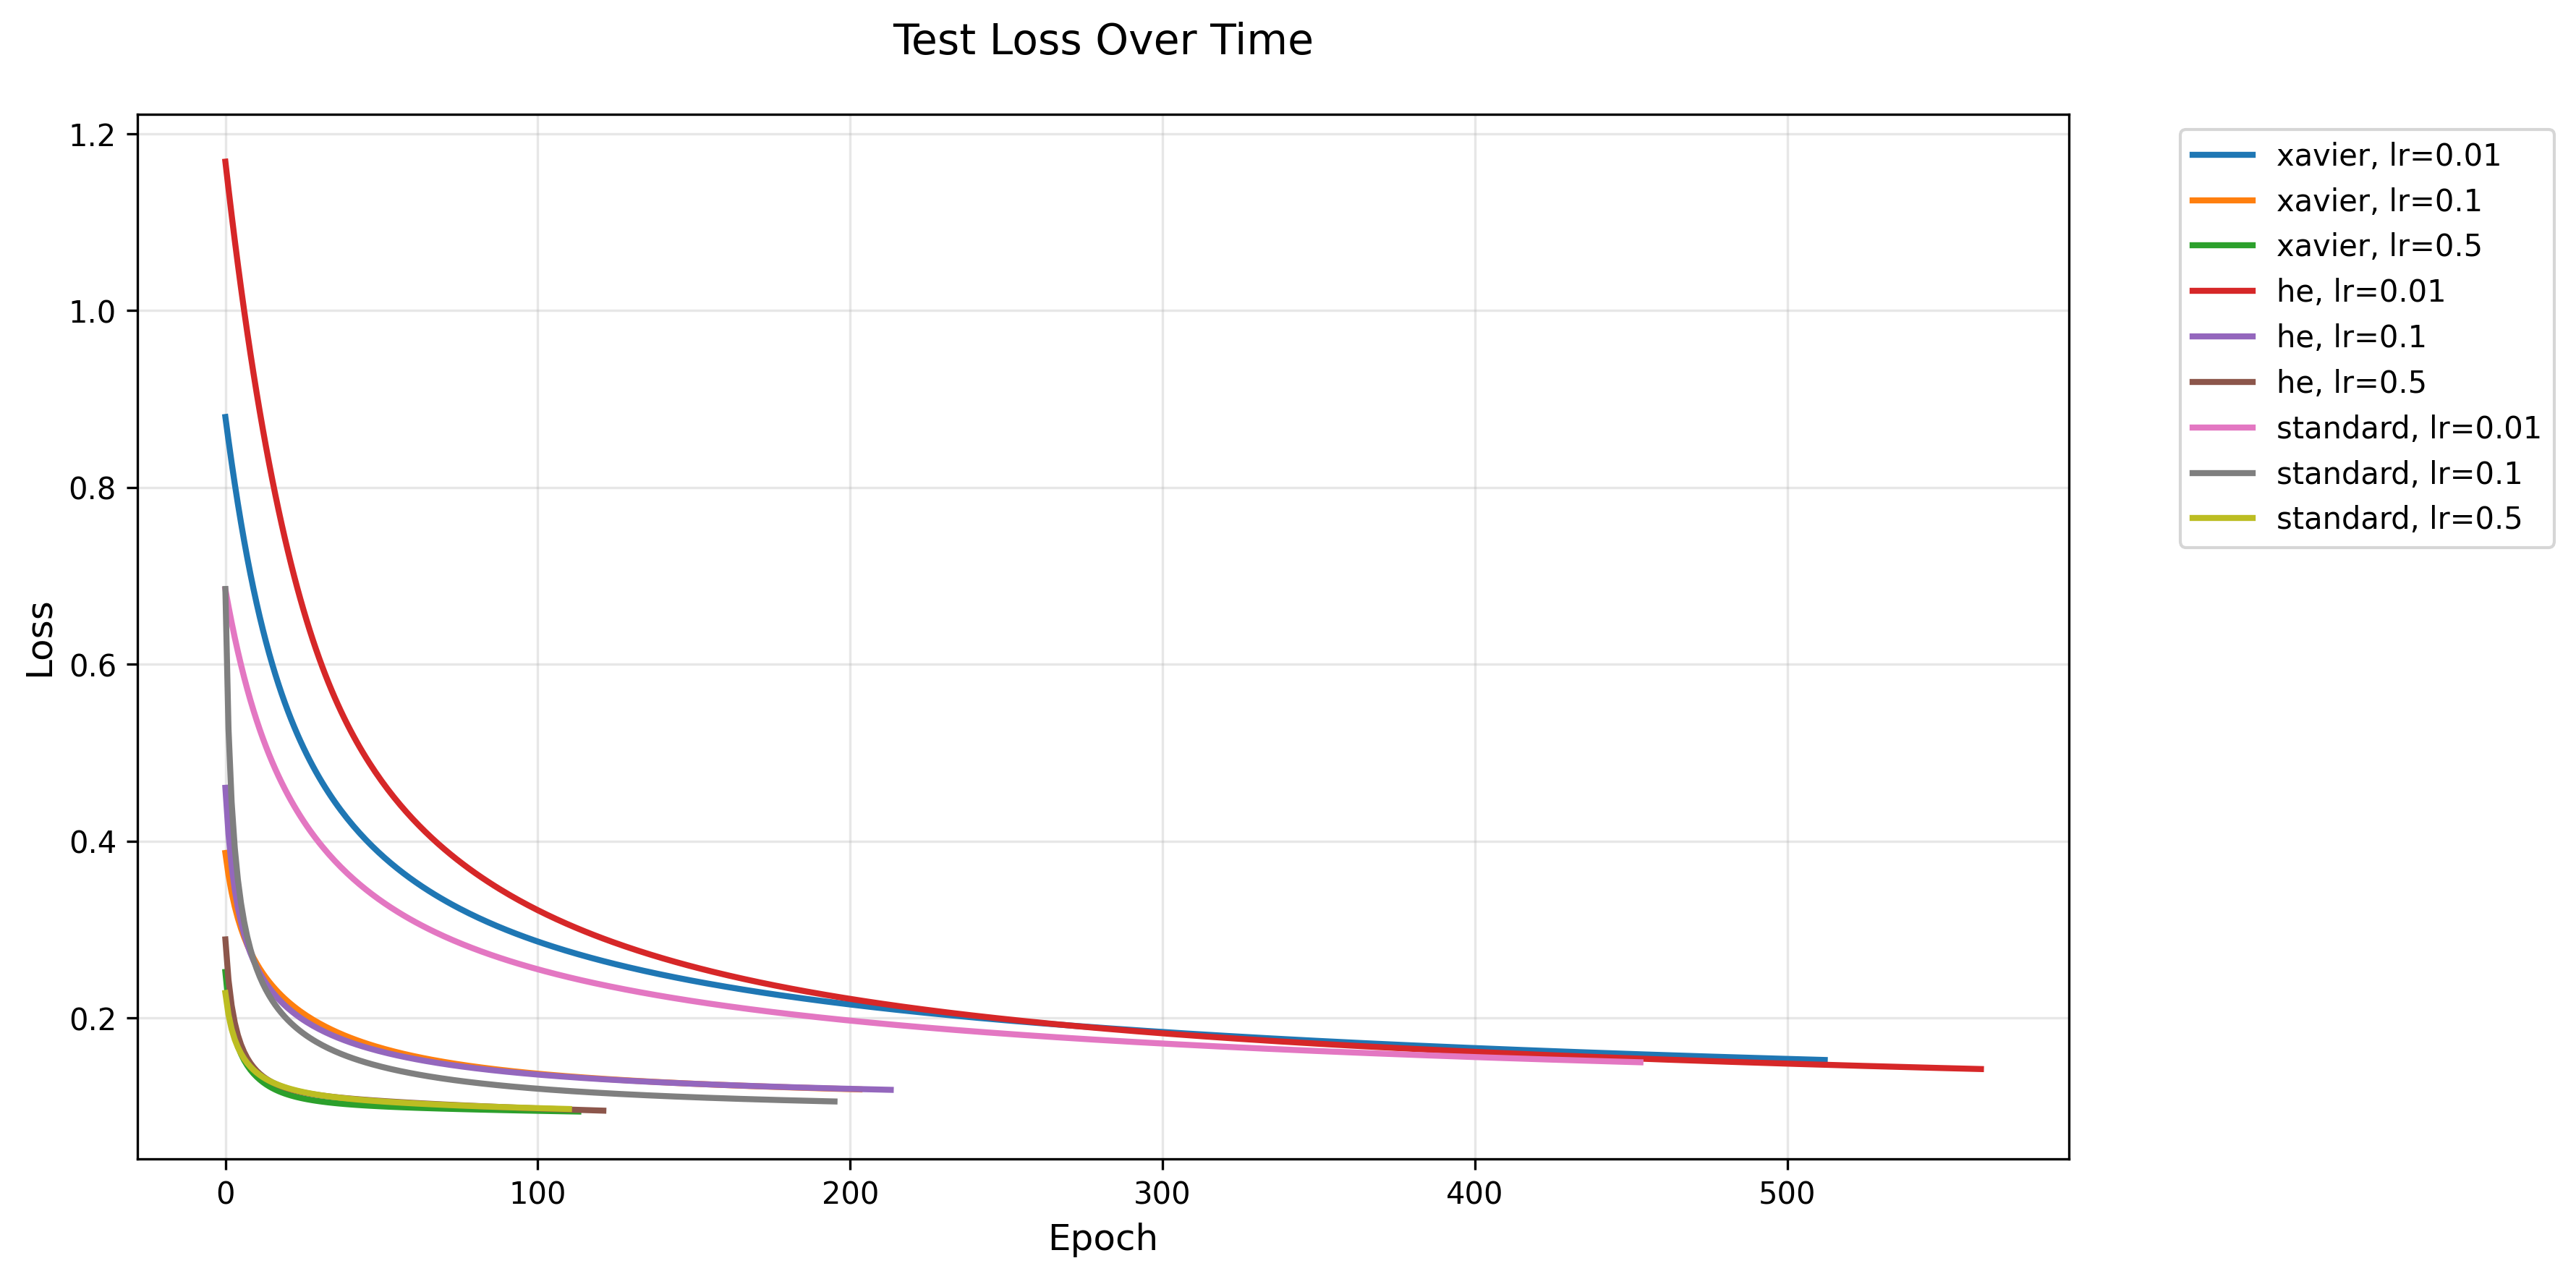 Test Loss Over Time
1.2
1.0
0.8
0.6
0.4
0.2
Loss
0 100 200 300 400 500
Epoch
xavier, lr=0.01
xavier, lr=0.1
xavier, lr=0.5
he, lr=0.01
he, lr=0.1
he, lr=0.5
standard, lr=0.01
standard, lr=0.1
standard, lr=0.5